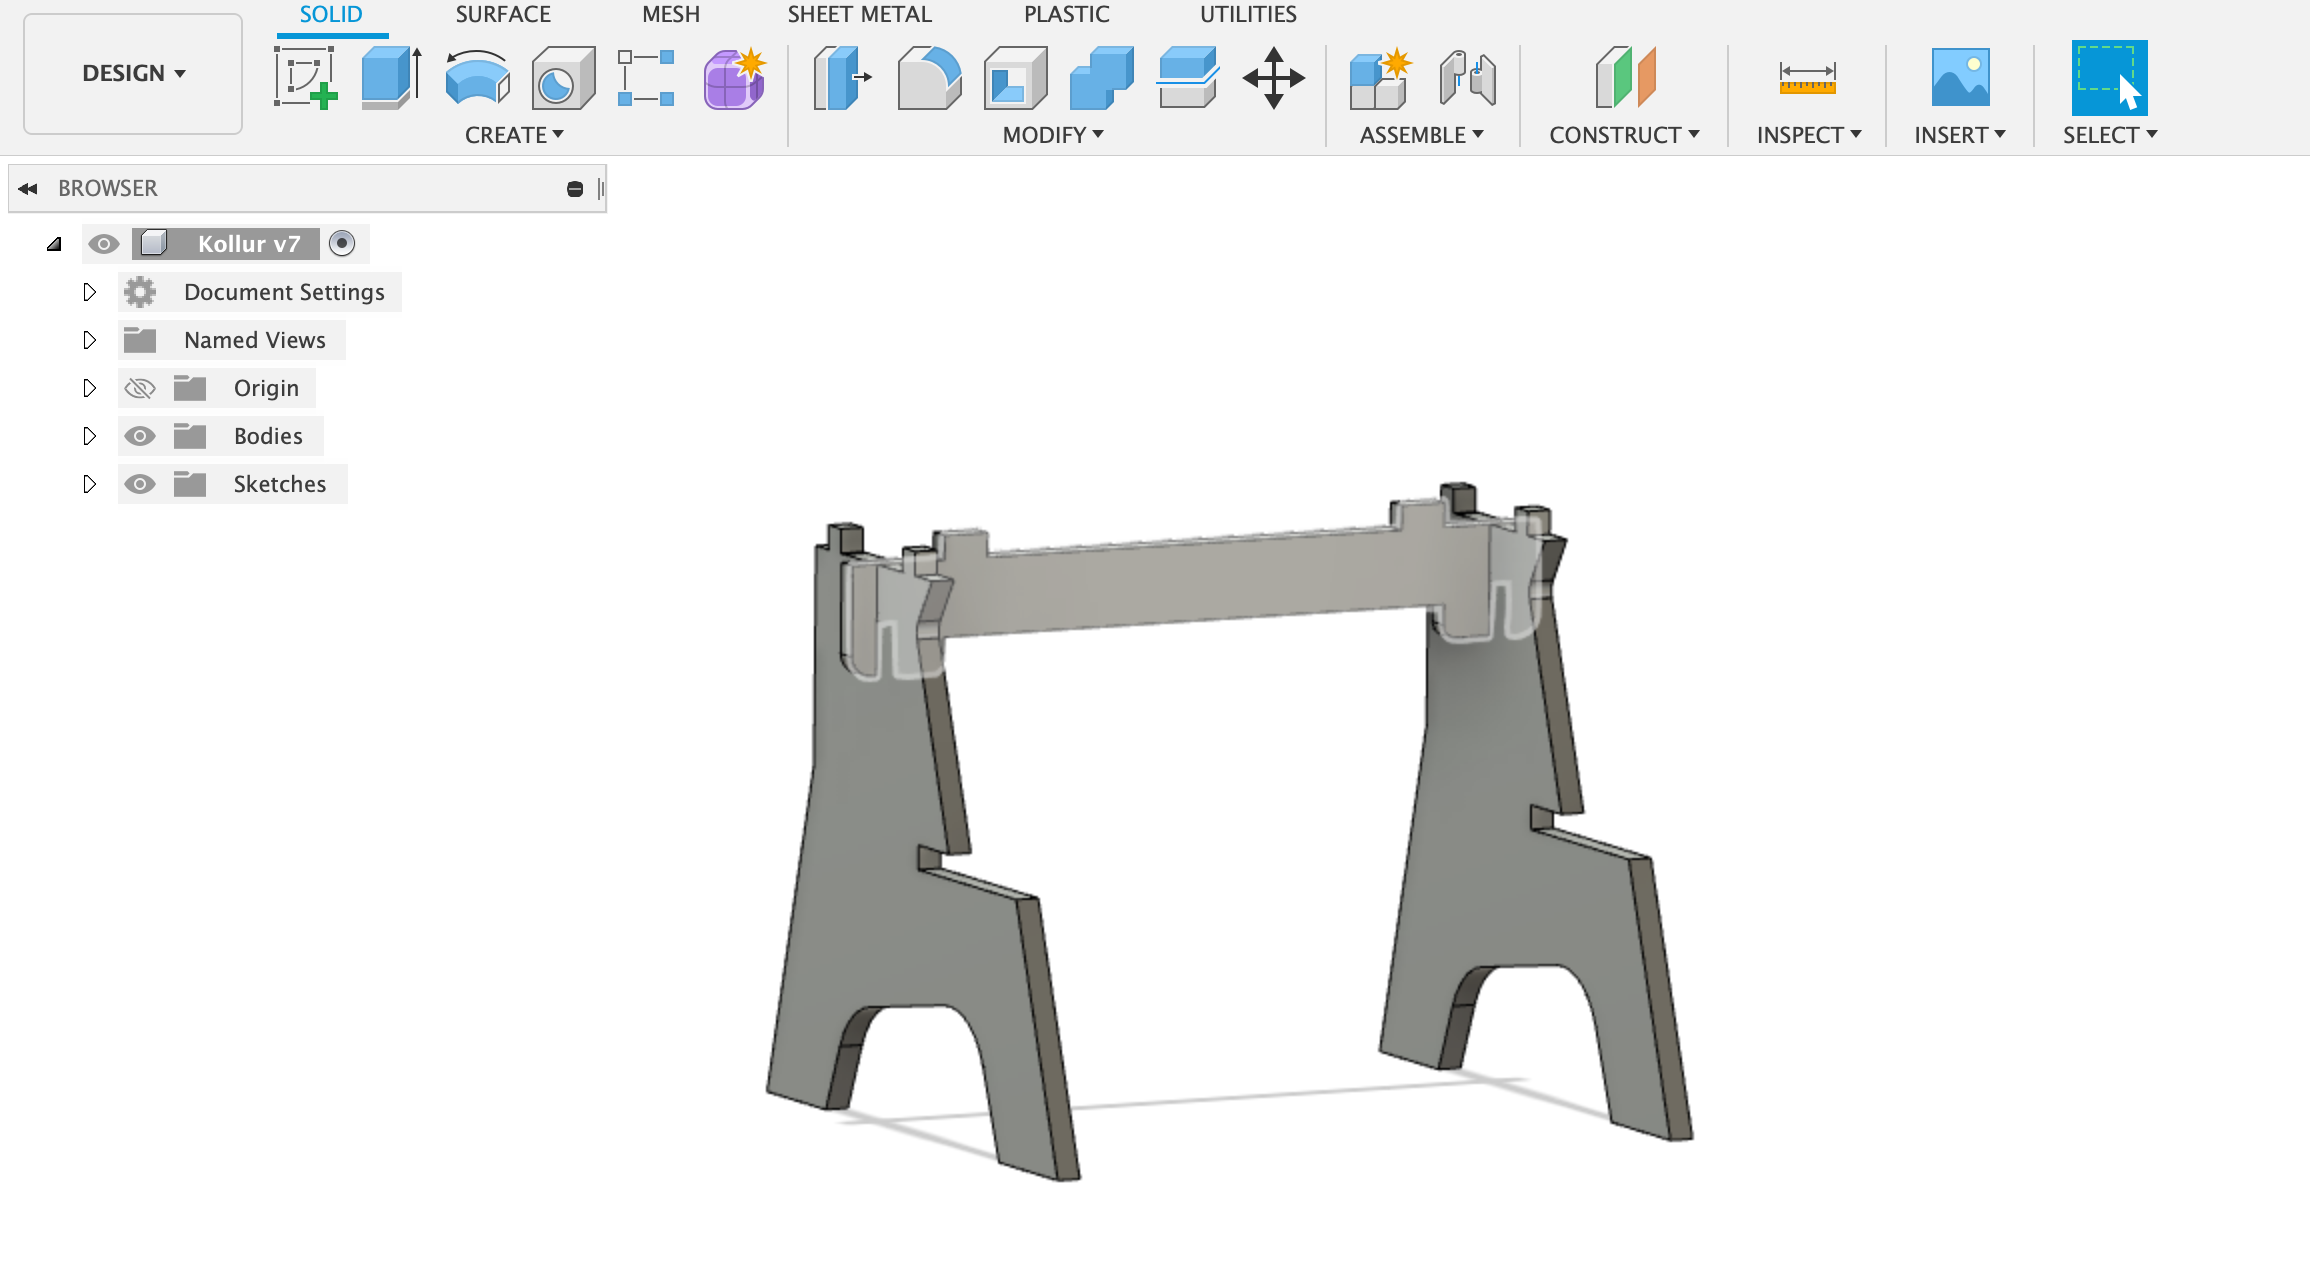 SOLID SURFACE MESH SHEET METAL PLASTIC UTILITIES
DESIGN
CREATE MODIFY ASSEMBLE CONSTRUCT INSPECT INSERT SELECT
BROWSER
Kollur v7
Document Settings
Named Views
Origin
Bodies
Sketches